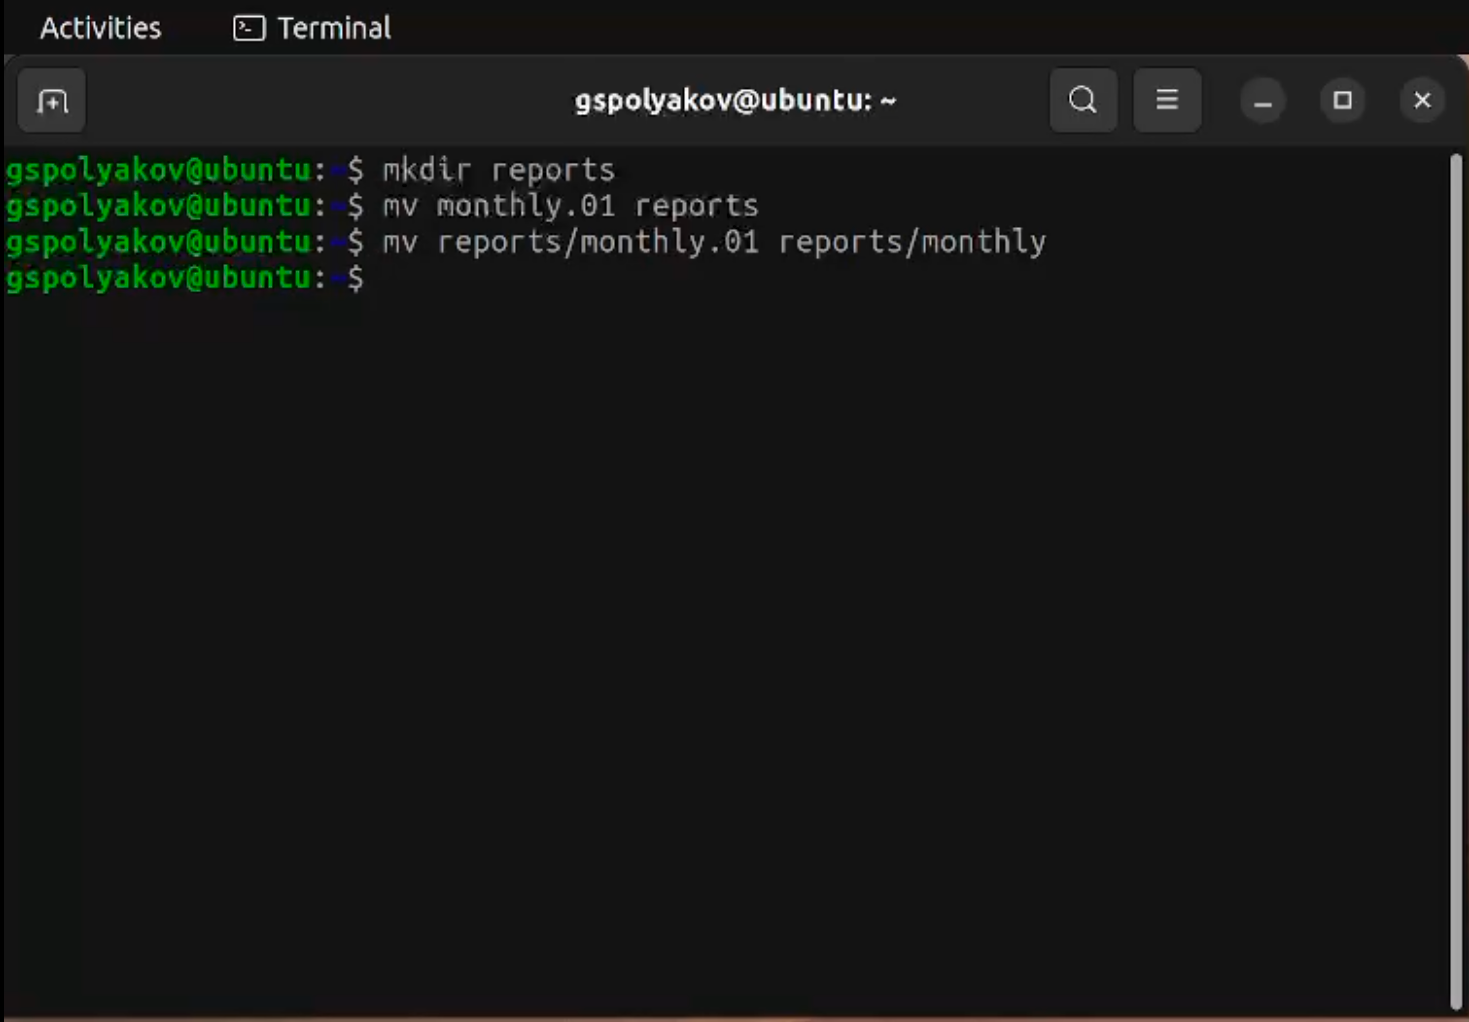 Activities Terminal
gspolyakov@ubuntu: ~
gspolyakov@ubuntu:~$ mkdir reports
gspolyakov@ubuntu:~$ mv monthly.01 reports
gspolyakov@ubuntu:~$ mv reports/monthly.01 reports/monthly
gspolyakov@ubuntu:~$